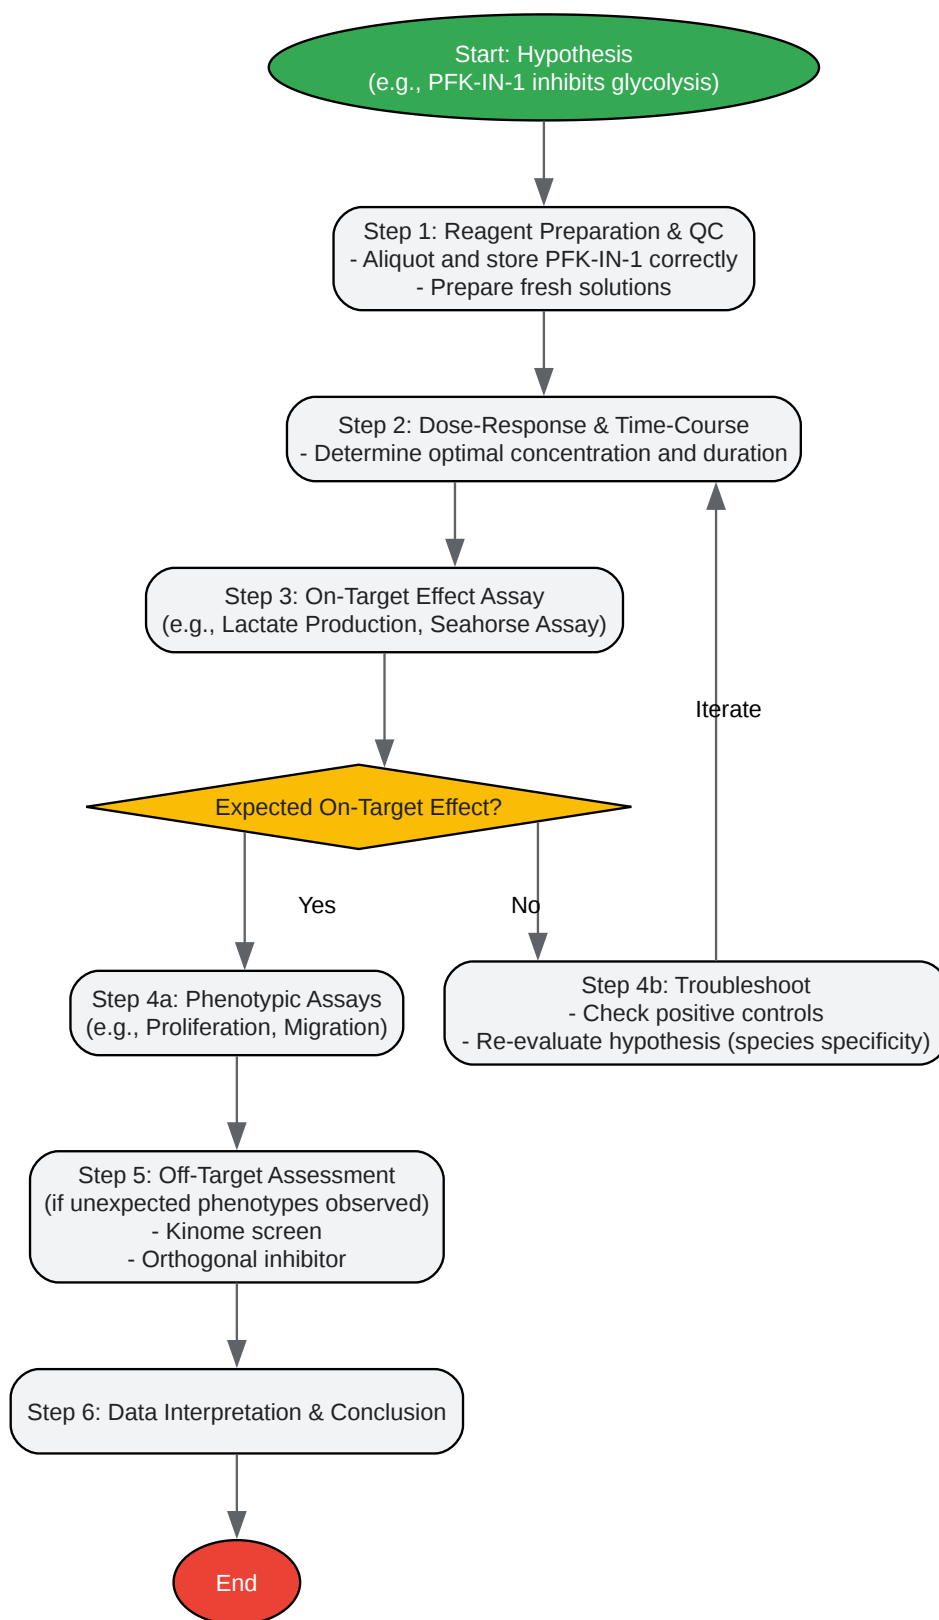 Start: Hypothesis
(e.g., PFK-IN-1 inhibits glycolysis)
Step 1: Reagent Preparation & QC
- Aliquot and store PFK-IN-1 correctly
- Prepare fresh solutions
Step 2: Dose-Response & Time-Course
- Determine optimal concentration and duration
Step 3: On-Target Effect Assay
(e.g., Lactate Production, Seahorse Assay)
Iterate
Expected On-Target Effect?
Yes
No
Step 4a: Phenotypic Assays
(e.g., Proliferation, Migration)
Step 4b: Troubleshoot
- Check positive controls
- Re-evaluate hypothesis (species specificity)
Step 5: Off-Target Assessment
(if unexpected phenotypes observed)
- Kinome screen
- Orthogonal inhibitor
Step 6: Data Interpretation & Conclusion
End